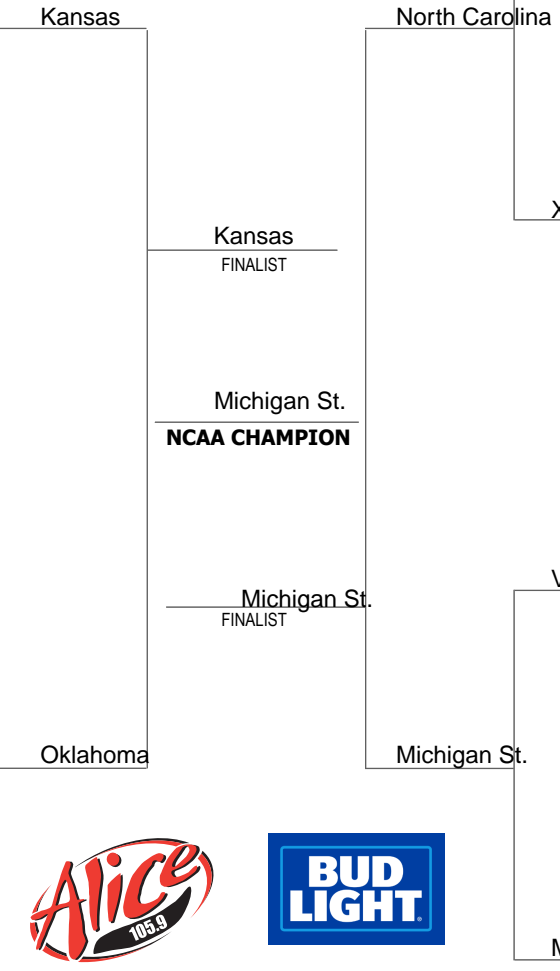 Kansas
North Carolina
Kansas
FINALIST
Michigan St.
NCAA CHAMPION
Michigan St.
FINALIST
Oklahoma
Michigan St.
Alice
105.9
BUD
LIGHT